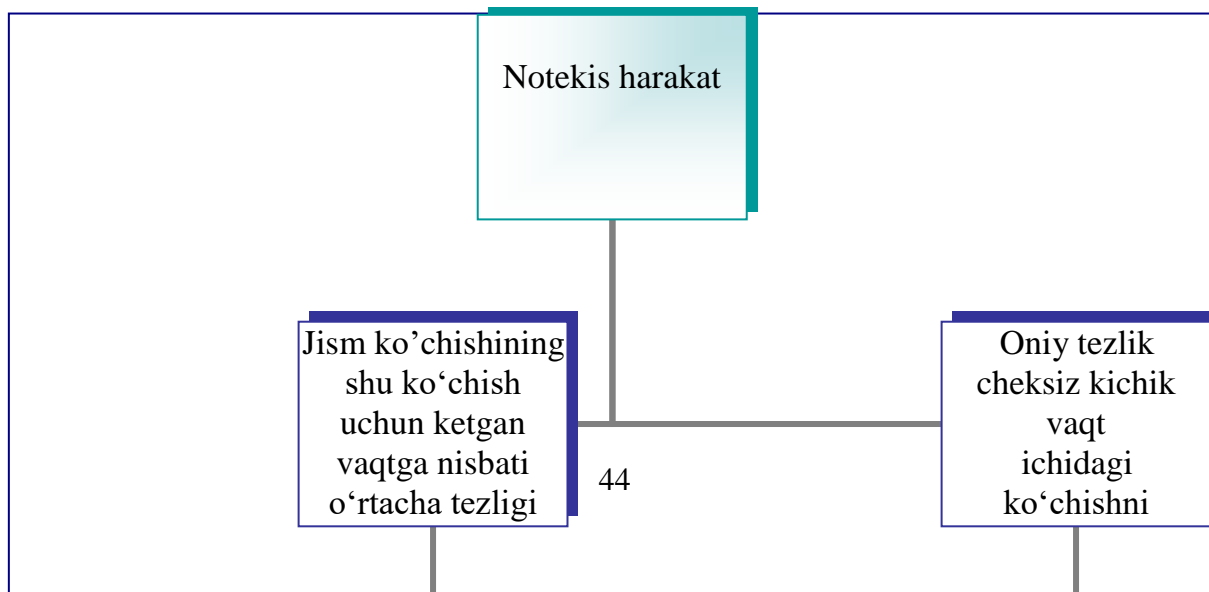 Notekis harakat
Jism ko’chishining
shu ko‘chish
uchun ketgan
vaqtga nisbati
o‘rtacha tezligi
44
Oniy tezlik
cheksiz kichik
vaqt
ichidagi
ko‘chishni